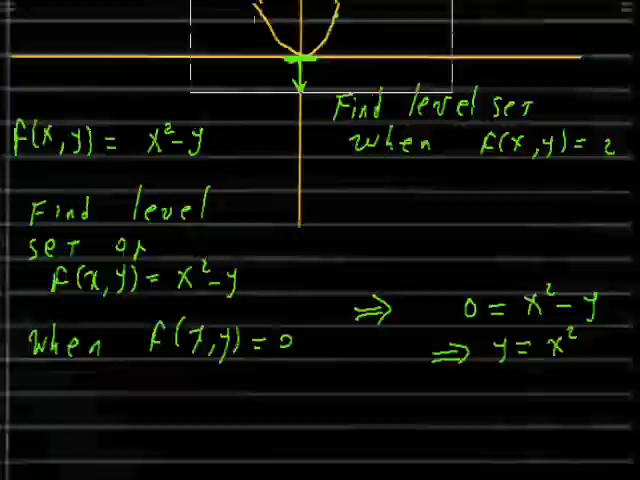 Find level set
when f(x,y) = 2
f(x,y) = x² - y
Find level
set of
f(x,y) = x² - y
when f(x,y) = 0
⇒ 0 = x² - y
⇒ y = x²